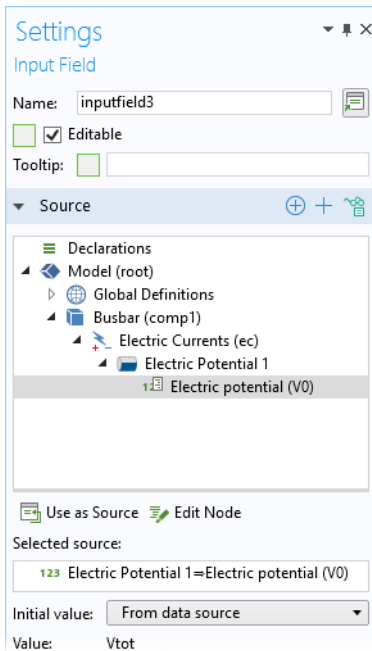 Settings
Input Field
Name: inputfield3
Editable
Tooltip:
Source
Declarations
Model (root)
Global Definitions
Busbar (comp1)
Electric Currents (ec)
Electric Potential 1
Electric potential (V0)
Use as Source Edit Node
Selected source:
123 Electric Potential 1⇒Electric potential (V0)
Initial value: From data source
Value: Vtot